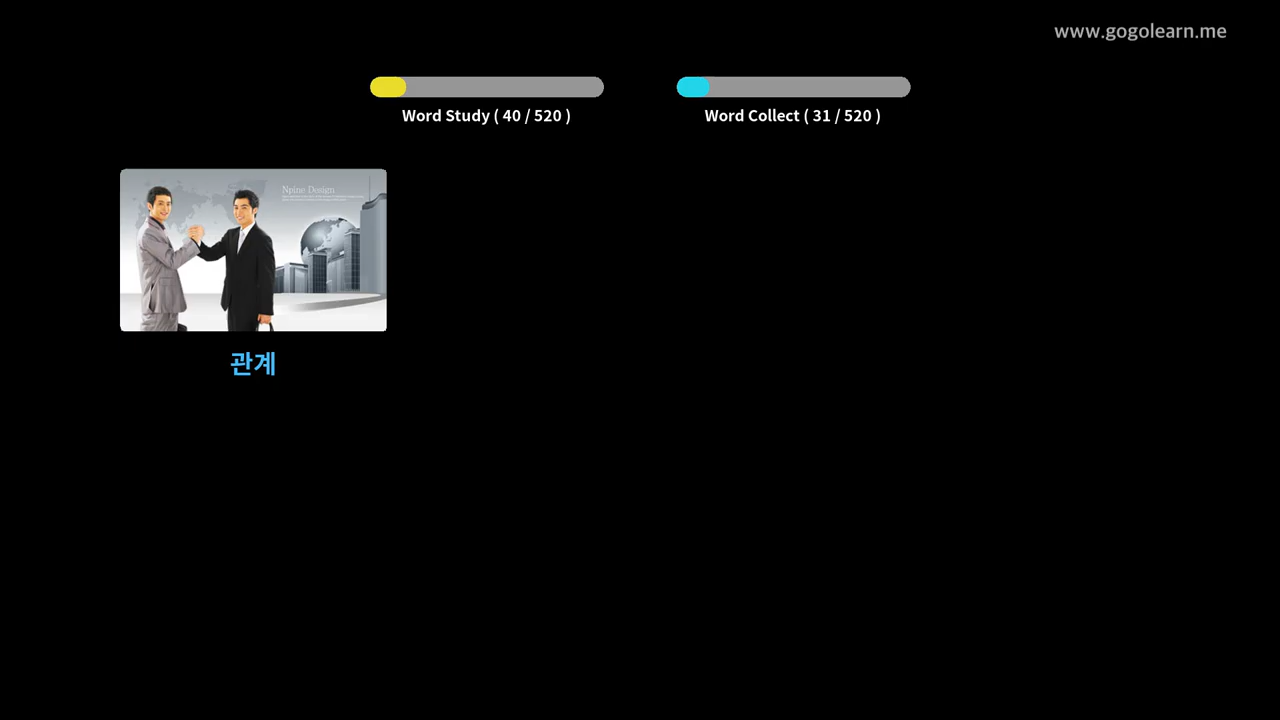 www.gogolearn.me
Word Study ( 40 / 520 )
Word Collect ( 31 / 520 )
Npine Design
관계